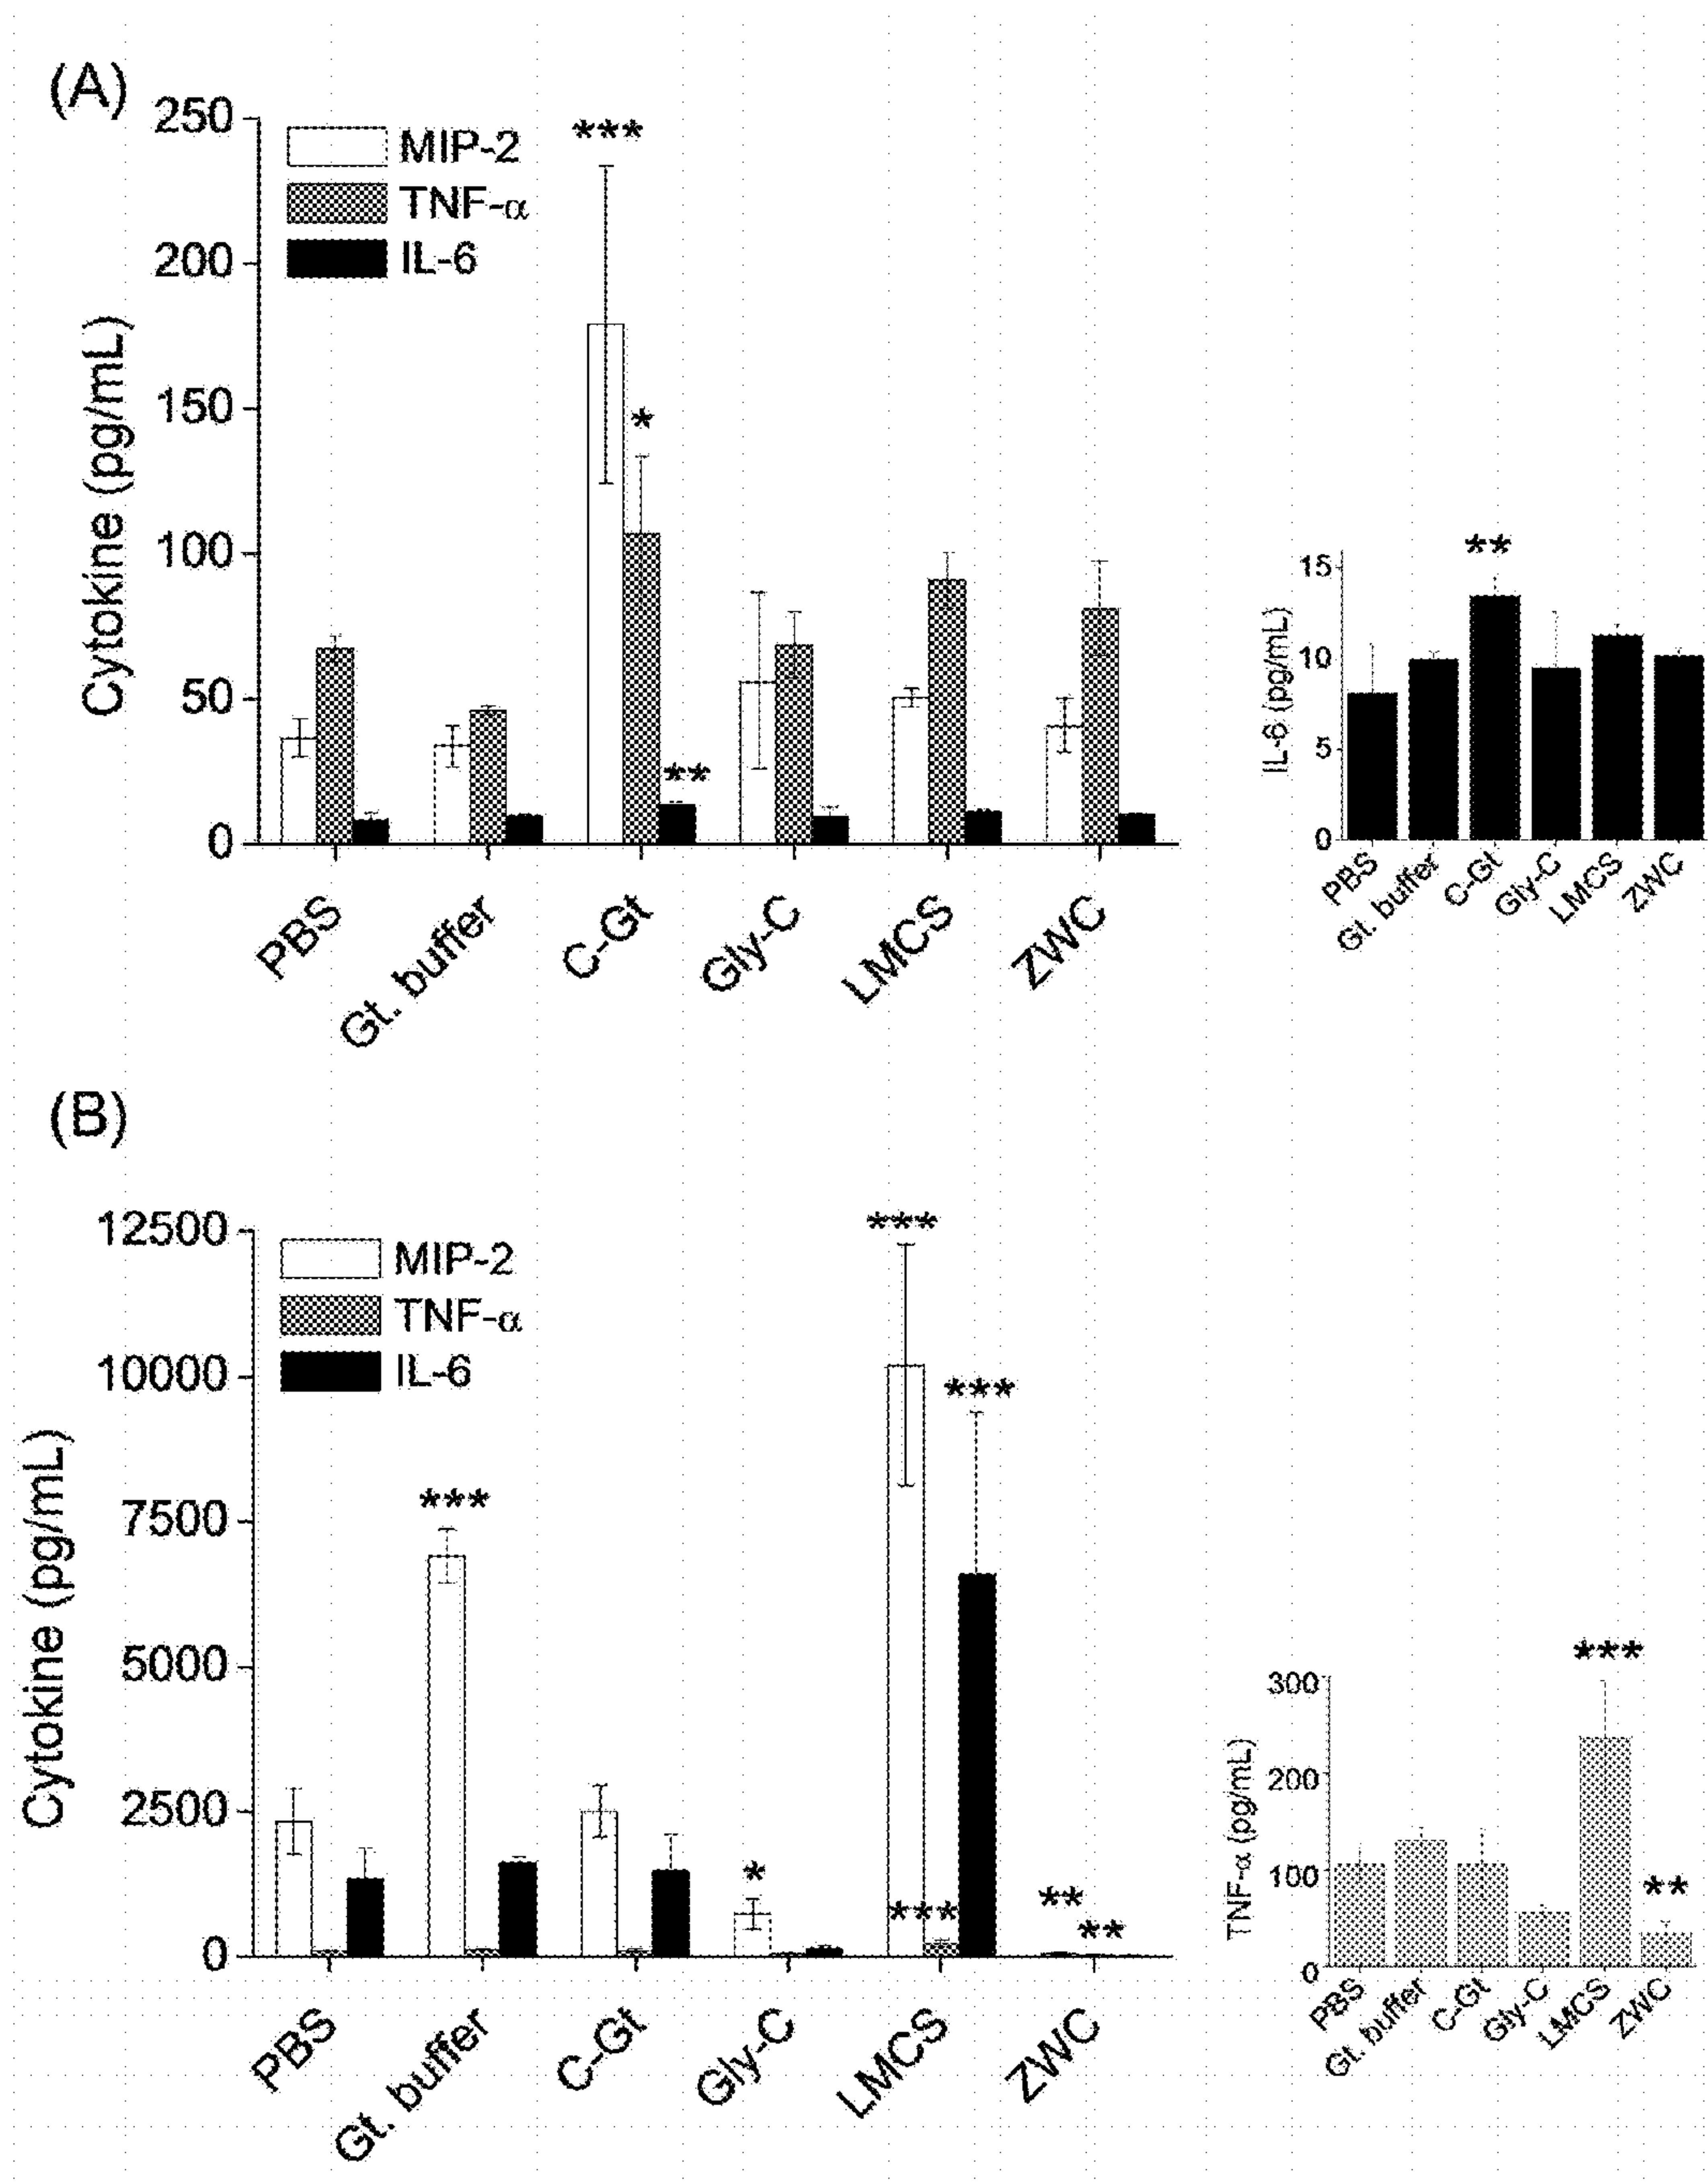 (A)
250
200
150
100
50
0
Cytokine (pg/mL)
MIP-2
TNF-α
IL-6
***
*
**
PBS
Gt. buffer
C-Gt
Gly-C
LMCS
ZWC
15
10
5
0
IL-6 (pg/mL)
**
PBS
Gt. buffer
C-Gt
Gly-C
LMCS
ZWC
(B)
12500
10000
7500
5000
2500
0
Cytokine (pg/mL)
MIP-2
TNF-α
IL-6
***
*
***
***
***
**
**
PBS
Gt. buffer
C-Gt
Gly-C
LMCS
ZWC
300
200
100
0
TNF-α (pg/mL)
***
**
PBS
Gt. buffer
C-Gt
Gly-C
LMCS
ZWC